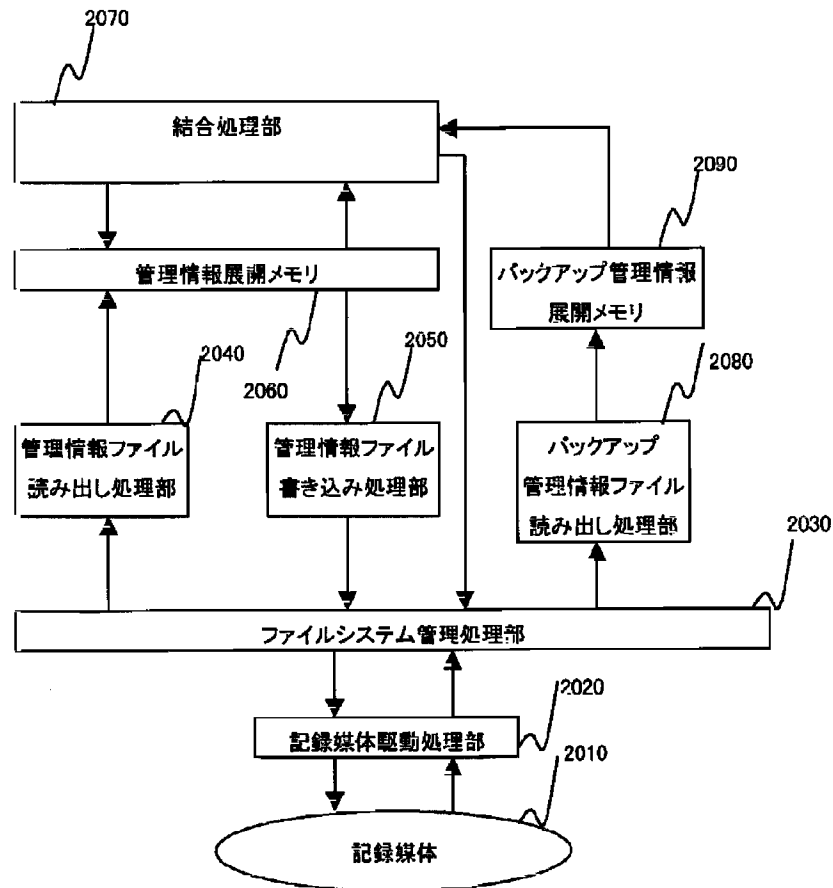 2070
結合処理部
2090
管理情報展開メモリ
バックアップ管理情報
展開メモリ
2040
2060
2050
2080
管理情報ファイル
読み出し処理部
管理情報ファイル
書き込み処理部
バックアップ
管理情報ファイル
読み出し処理部
2030
ファイルシステム管理処理部
2020
記録媒体駆動処理部
2010
記録媒体